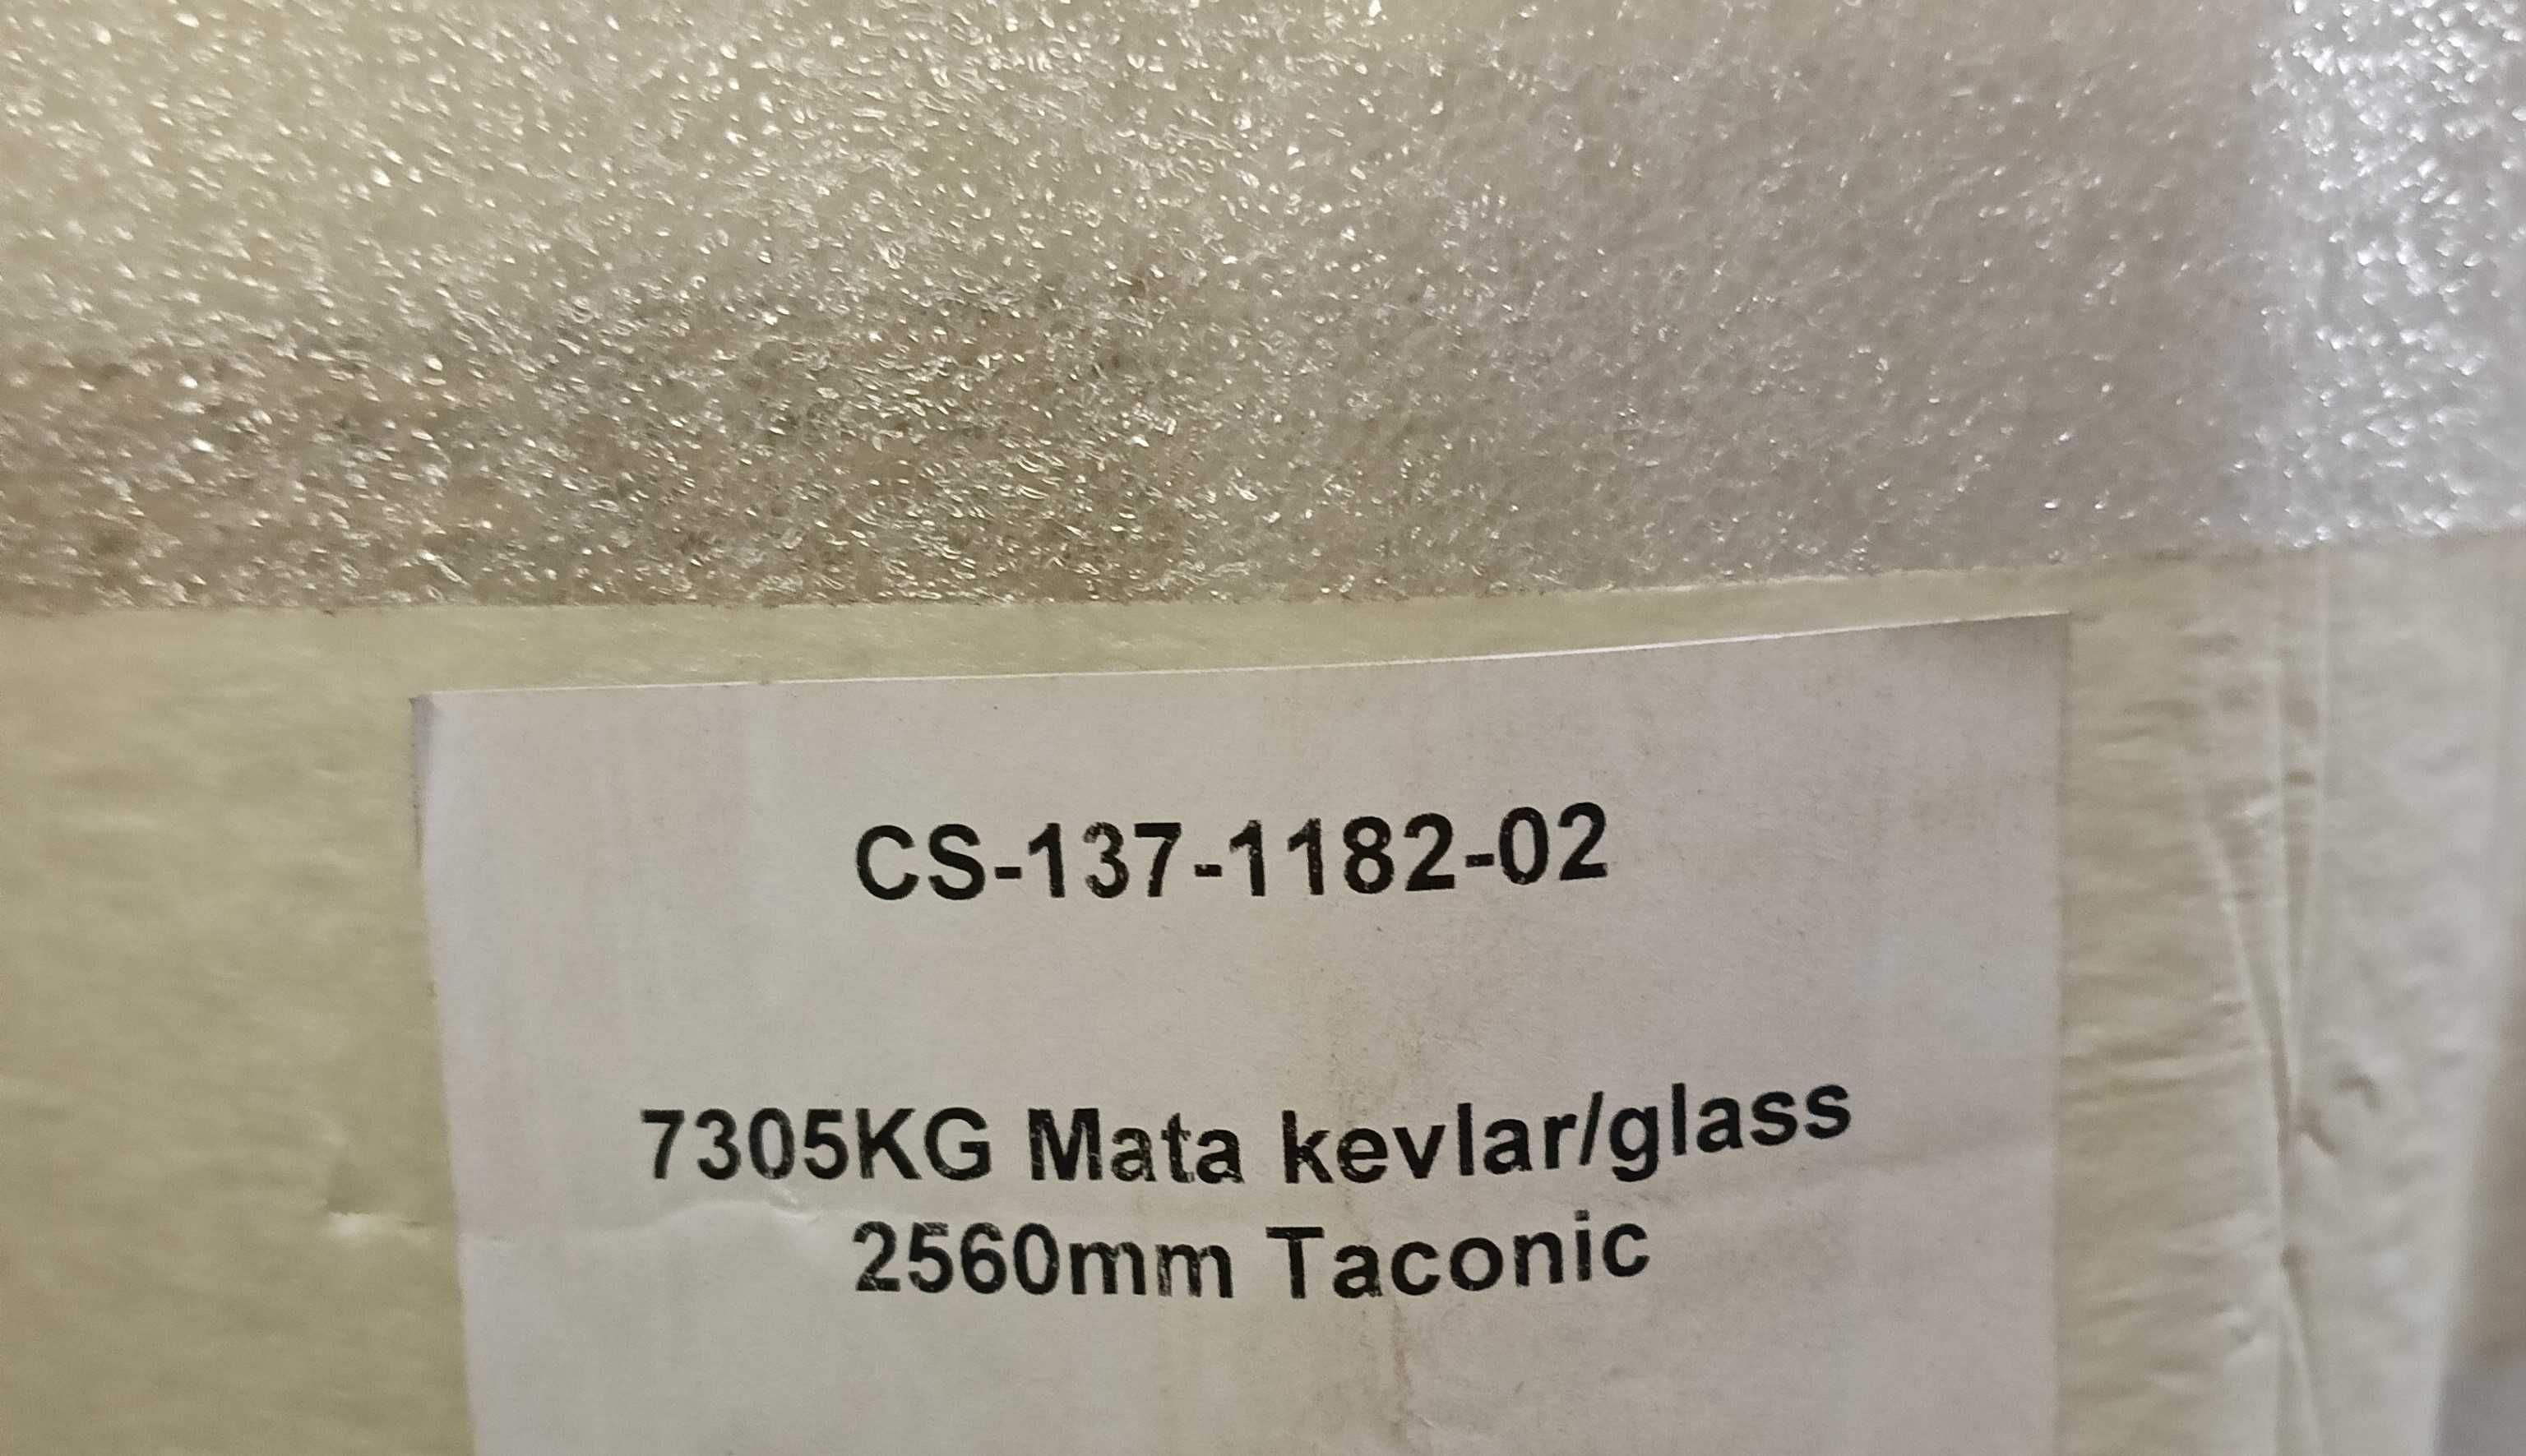 CS-137-1182-02
7305KG Mata kevlar/glass
2560mm Taconic